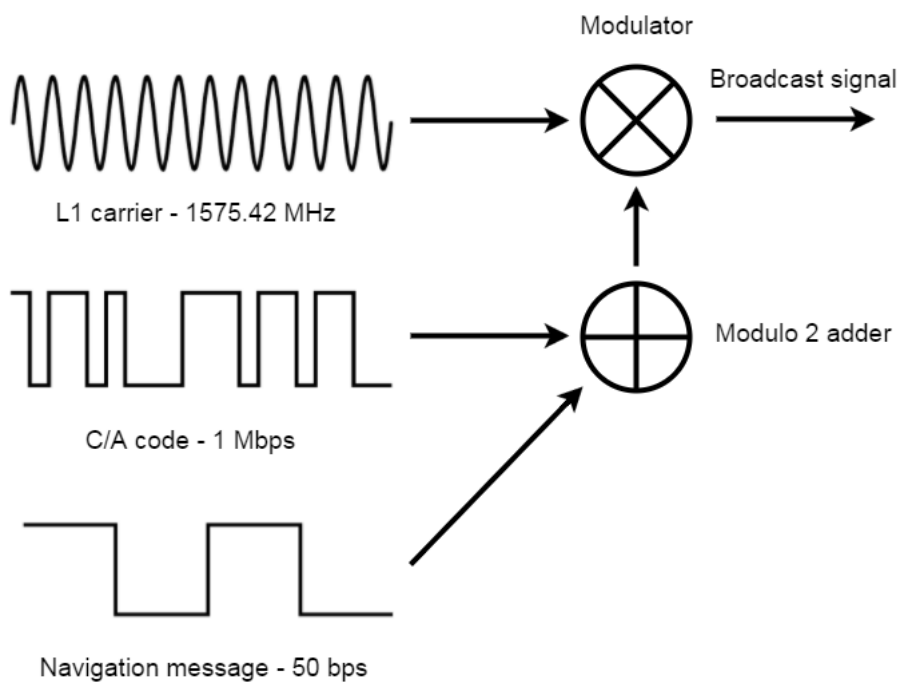 Modulator
Broadcast signal
L1 carrier - 1575.42 MHz
Modulo 2 adder
C/A code - 1 Mbps
Navigation message - 50 bps